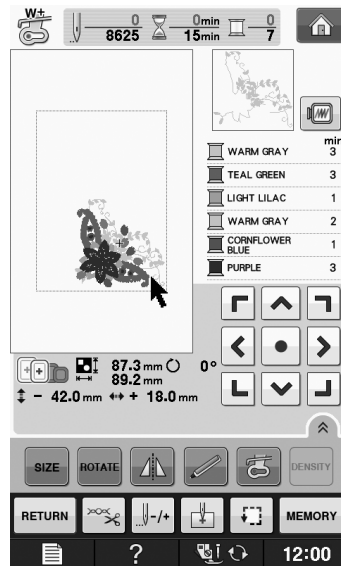 W+
0 0min 0
8625 15min 7
min
WARM GRAY 3
TEAL GREEN 3
LIGHT LILAC 1
WARM GRAY 2
CORNFLOWER
BLUE 1
PURPLE 3
87.3 mm 0°
89.2 mm
- 42.0 mm + 18.0 mm
SIZE ROTATE DENSITY
RETURN -/+ MEMORY
? 12:00